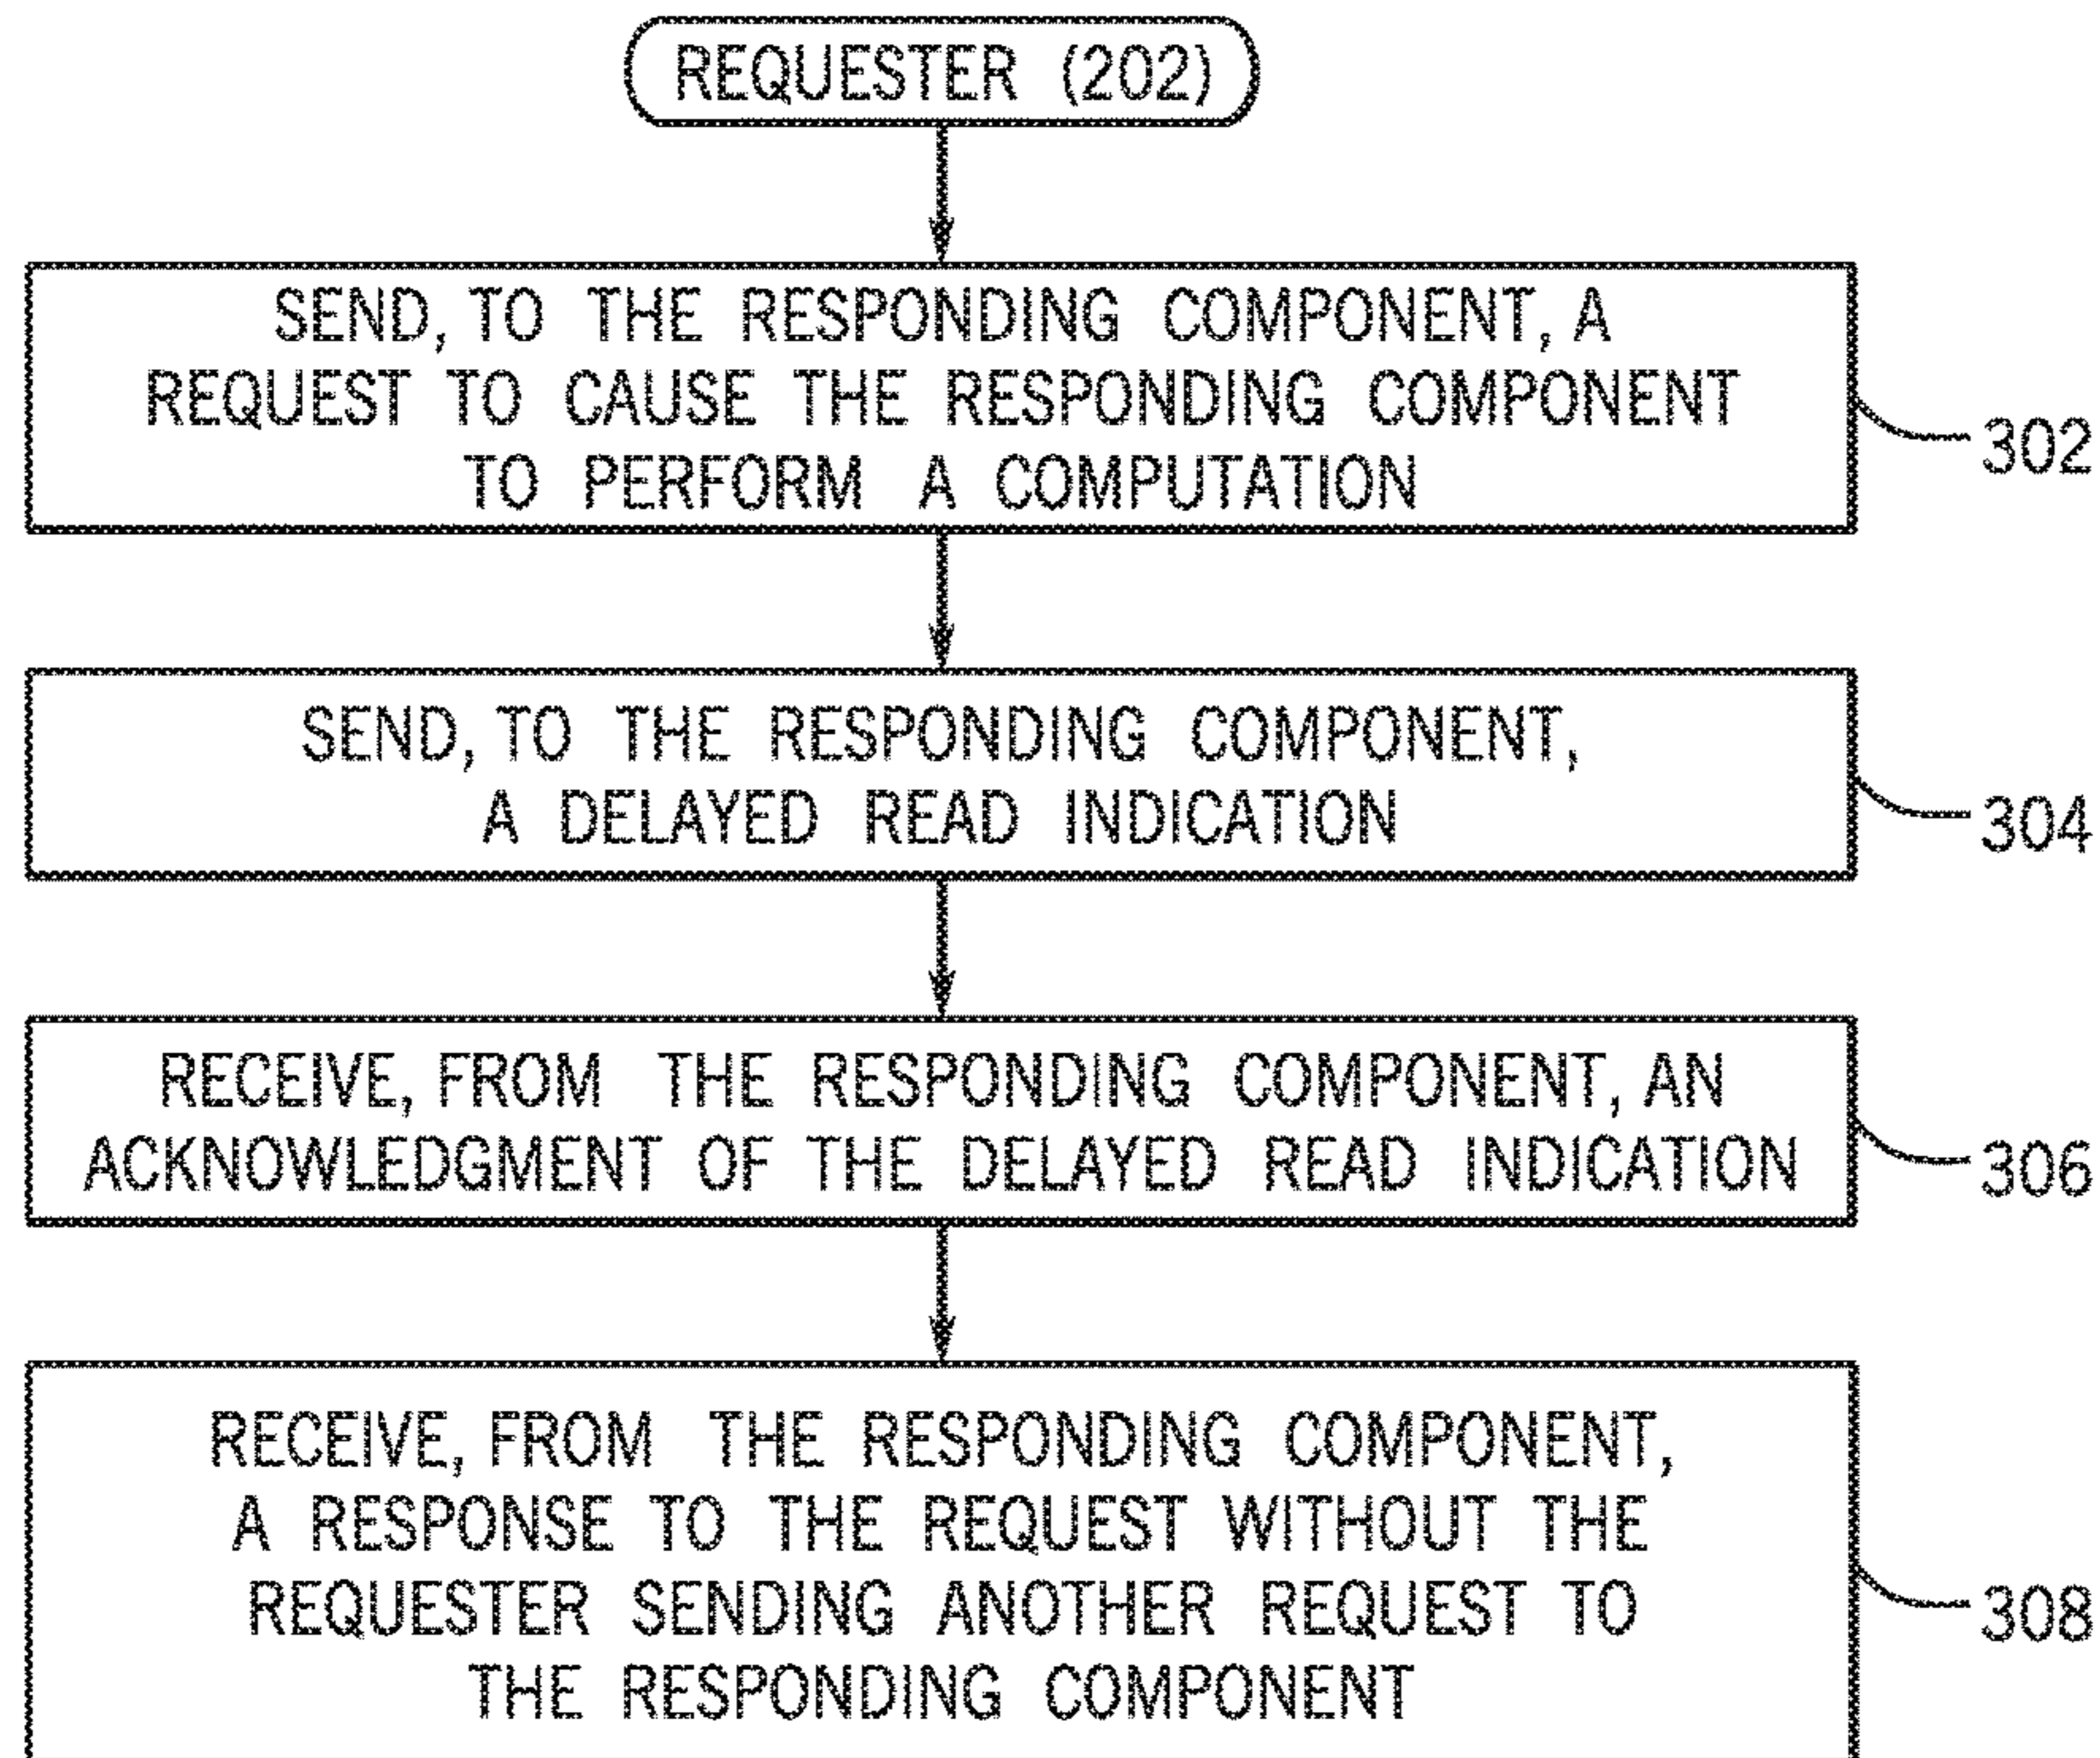 REQUESTER (202)
SEND, TO THE RESPONDING COMPONENT, A
REQUEST TO CAUSE THE RESPONDING COMPONENT
TO PERFORM A COMPUTATION
302
SEND, TO THE RESPONDING COMPONENT,
A DELAYED READ INDICATION
304
RECEIVE, FROM THE RESPONDING COMPONENT, AN
ACKNOWLEDGMENT OF THE DELAYED READ INDICATION
306
RECEIVE, FROM THE RESPONDING COMPONENT,
A RESPONSE TO THE REQUEST WITHOUT THE
REQUESTER SENDING ANOTHER REQUEST TO
THE RESPONDING COMPONENT
308